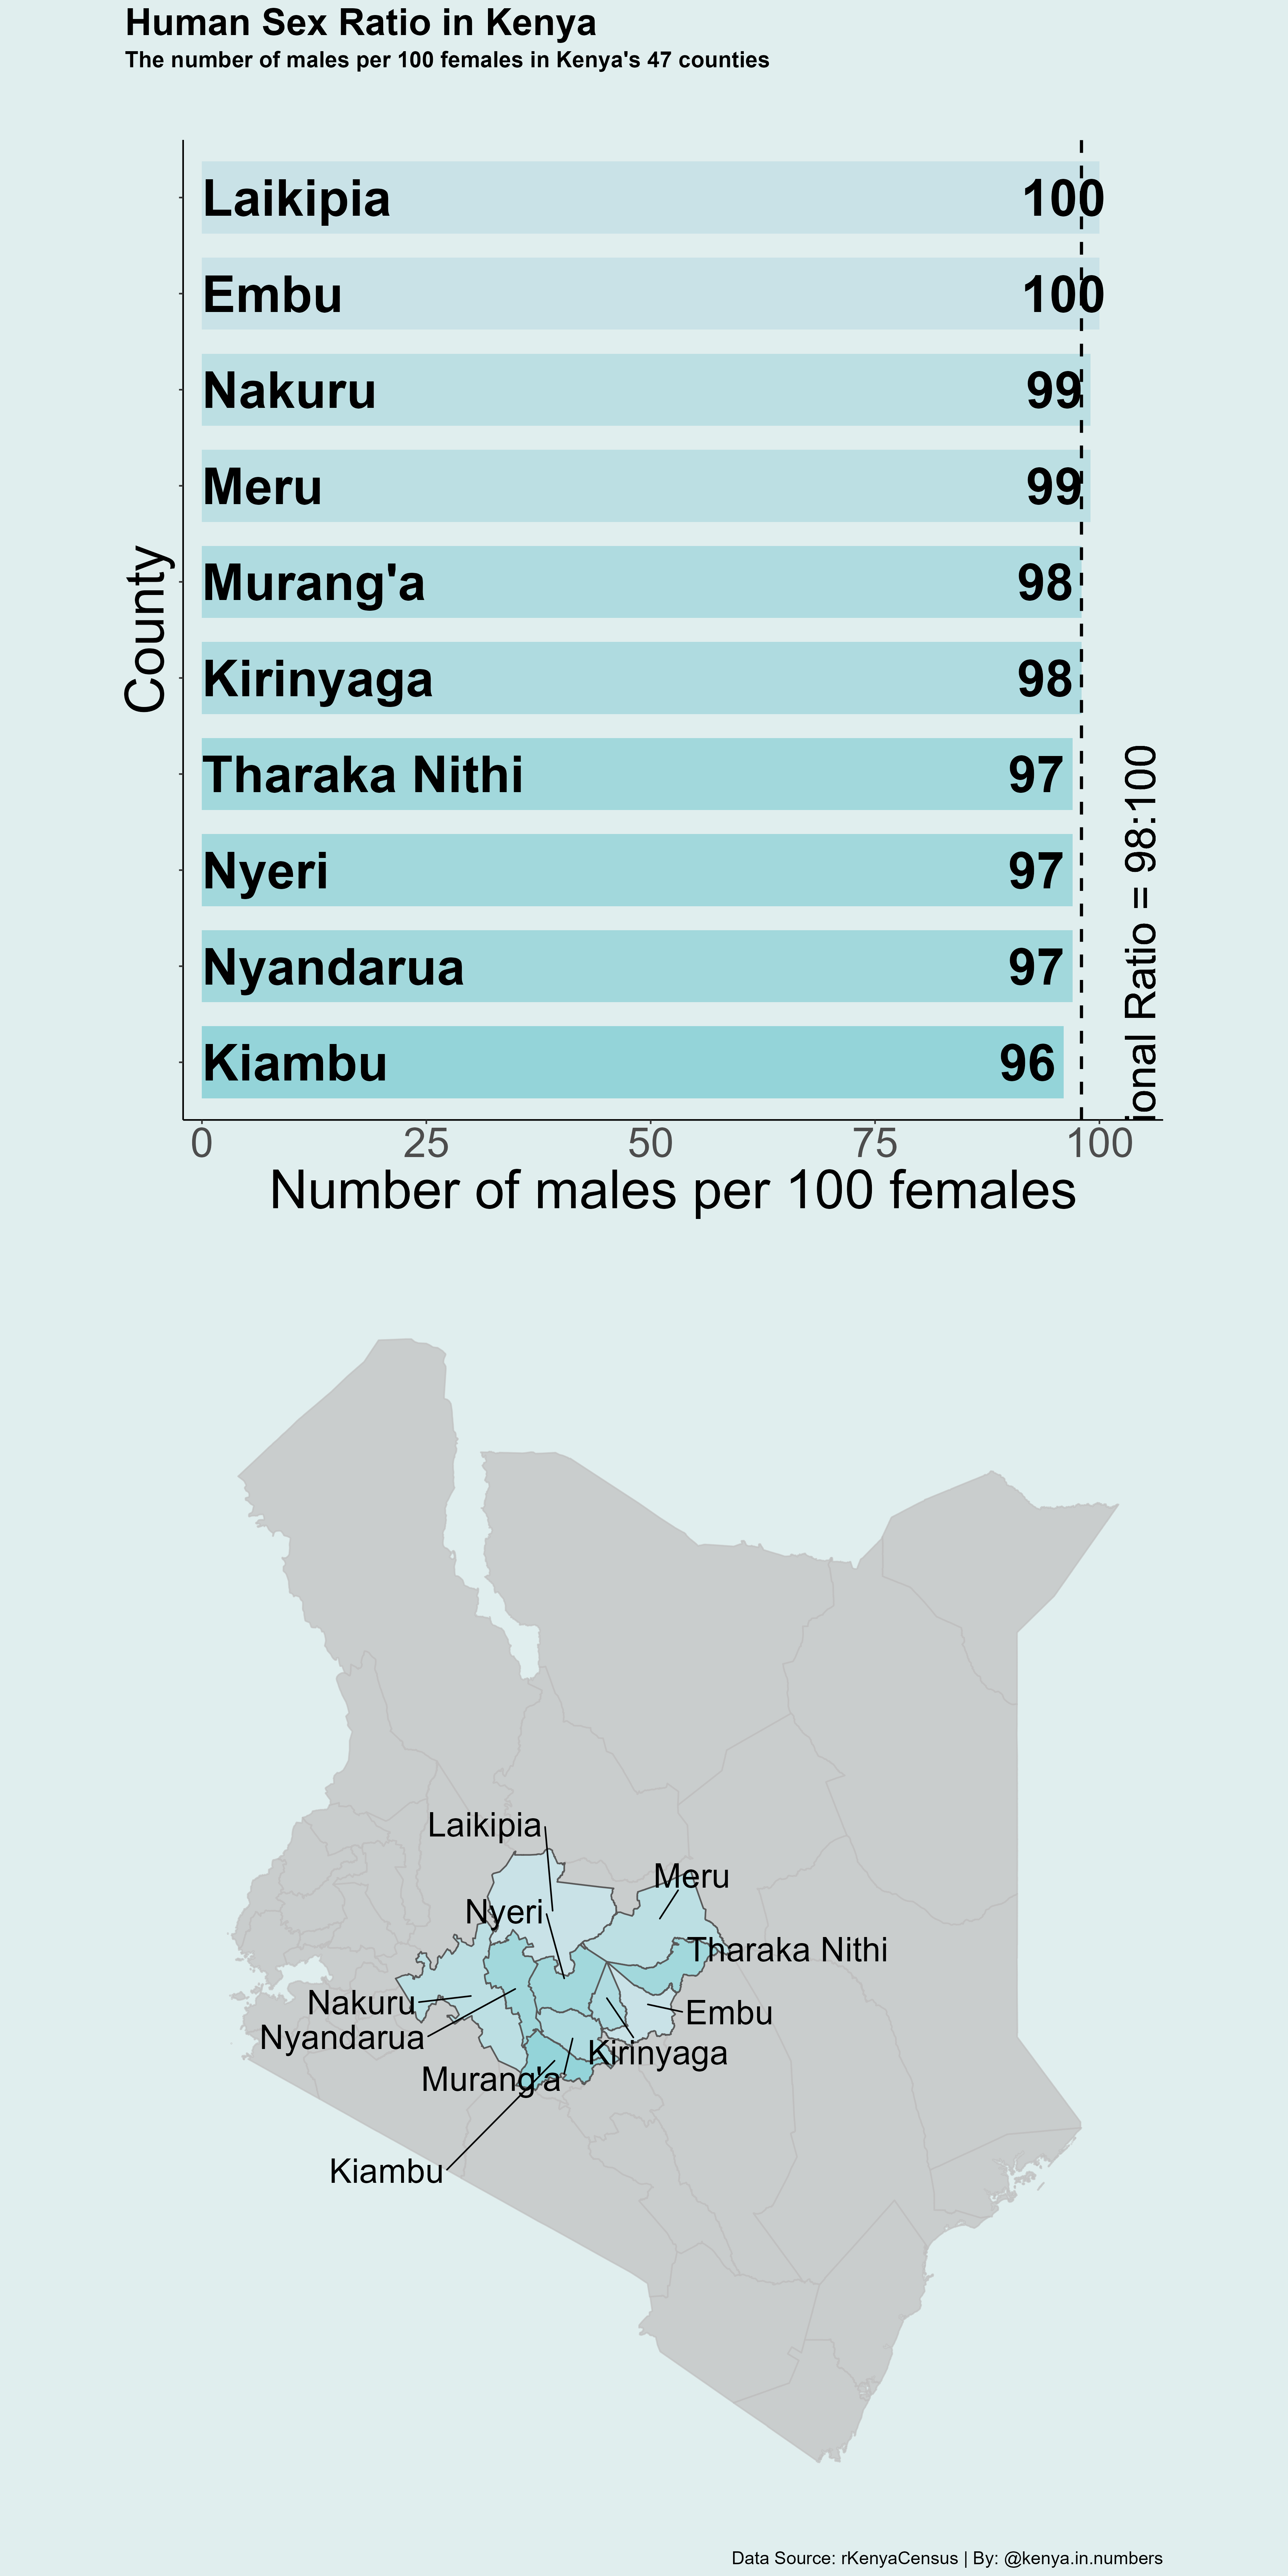 Human Sex Ratio in Kenya
The number of males per 100 females in Kenya's 47 counties
County
Laikipia 100
Embu 100
Nakuru 99
Meru 99
Murang'a 98
Kirinyaga 98
Tharaka Nithi 97
Nyeri 97
Nyandarua 97
Kiambu 96
ional Ratio = 98:100
0 25 50 75 100
Number of males per 100 females
Laikipia
Meru
Nyeri
Tharaka Nithi
Nakuru
Embu
Nyandarua
Kirinyaga
Murang'a
Kiambu
Data Source: rKenyaCensus | By: @kenya.in.numbers